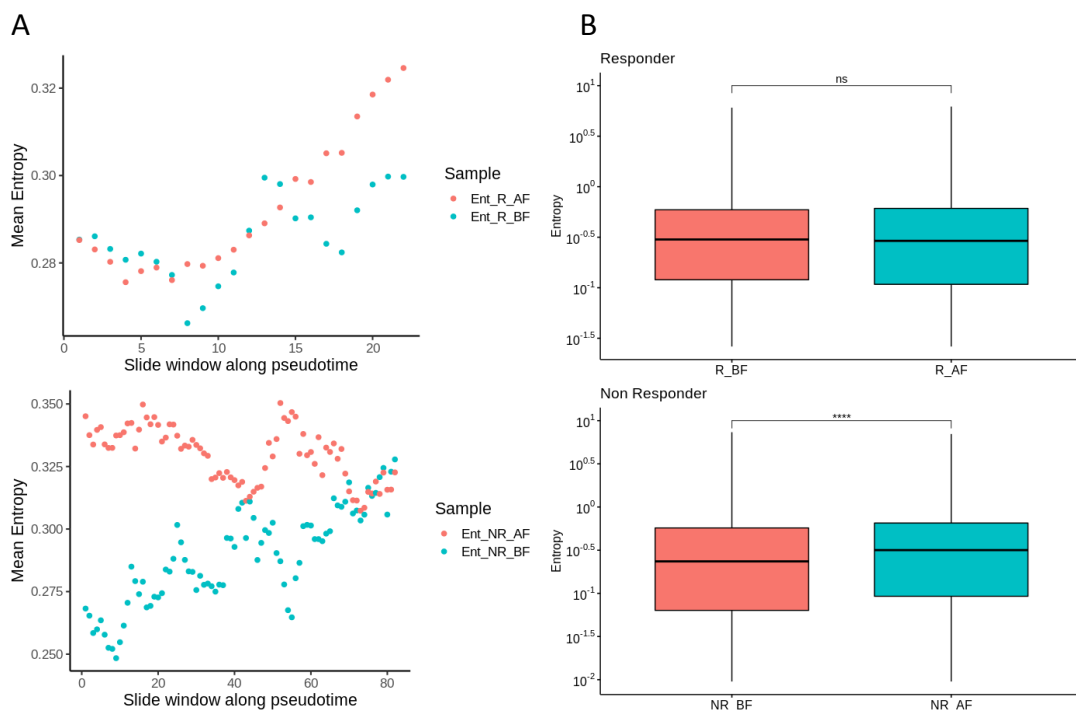 A
B
Mean Entropy
0.32
0.30
0.28
0
5
10
15
20
Slide window along pseudotime
Sample
Ent_R_AF
Ent_R_BF
Responder
ns
Entropy
10^1
10^0.5
10^0
10^-0.5
10^-1
10^-1.5
R_BF
R_AF
Mean Entropy
0.350
0.325
0.300
0.275
0.250
0
20
40
60
80
Slide window along pseudotime
Sample
Ent_NR_AF
Ent_NR_BF
Non Responder
****
Entropy
10^1
10^0.5
10^0
10^-0.5
10^-1
10^-1.5
10^-2
NR_BF
NR_AF